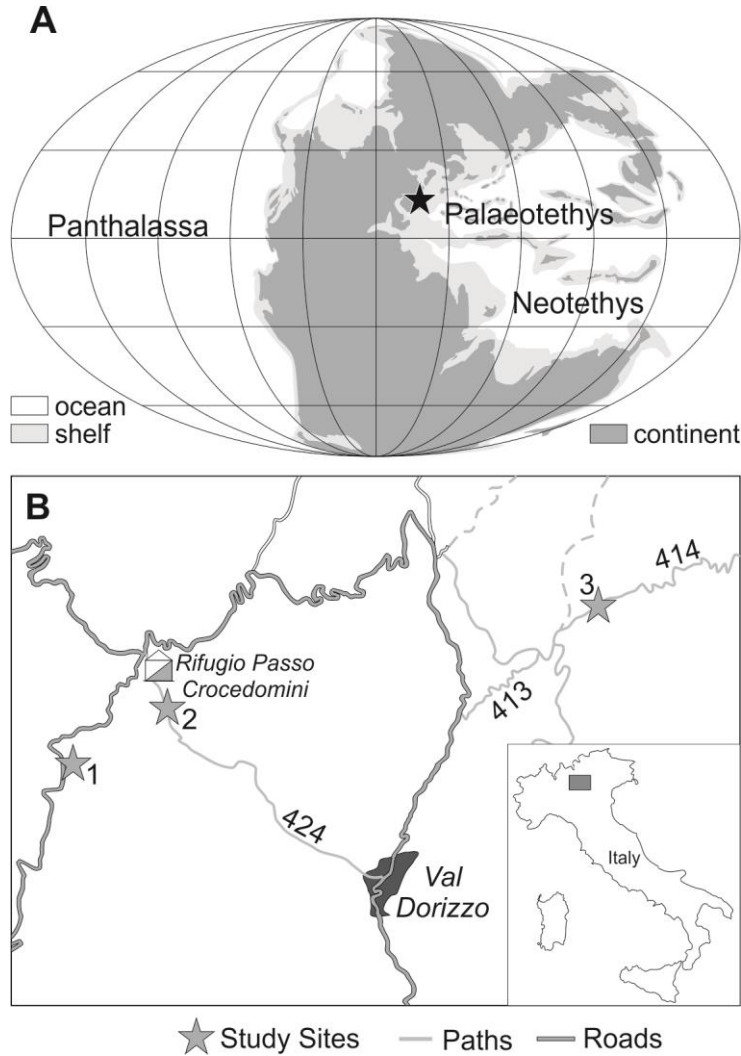 A
Panthalassa
Palaeotethys
Neotethys
ocean
shelf
continent
B
414
3
Rifugio Passo
Crocedomini
413
2
1
424
Italy
Val
Dorizzo
Study Sites
Paths
Roads